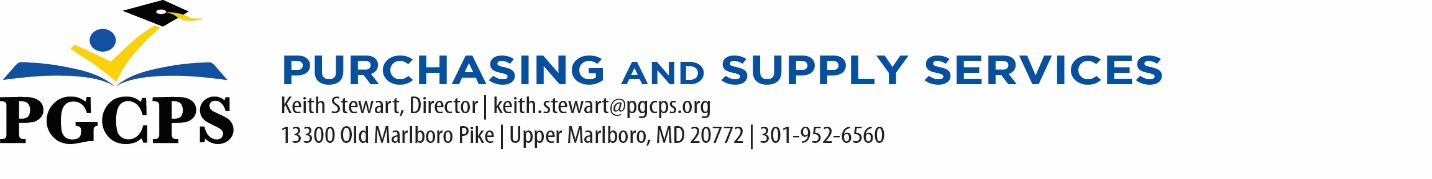 PURCHASING AND SUPPLY SERVICES
PGCPS
Keith Stewart, Director | keith.stewart@pgcps.org
13300 Old Marlboro Pike | Upper Marlboro, MD 20772 | 301-952-6560